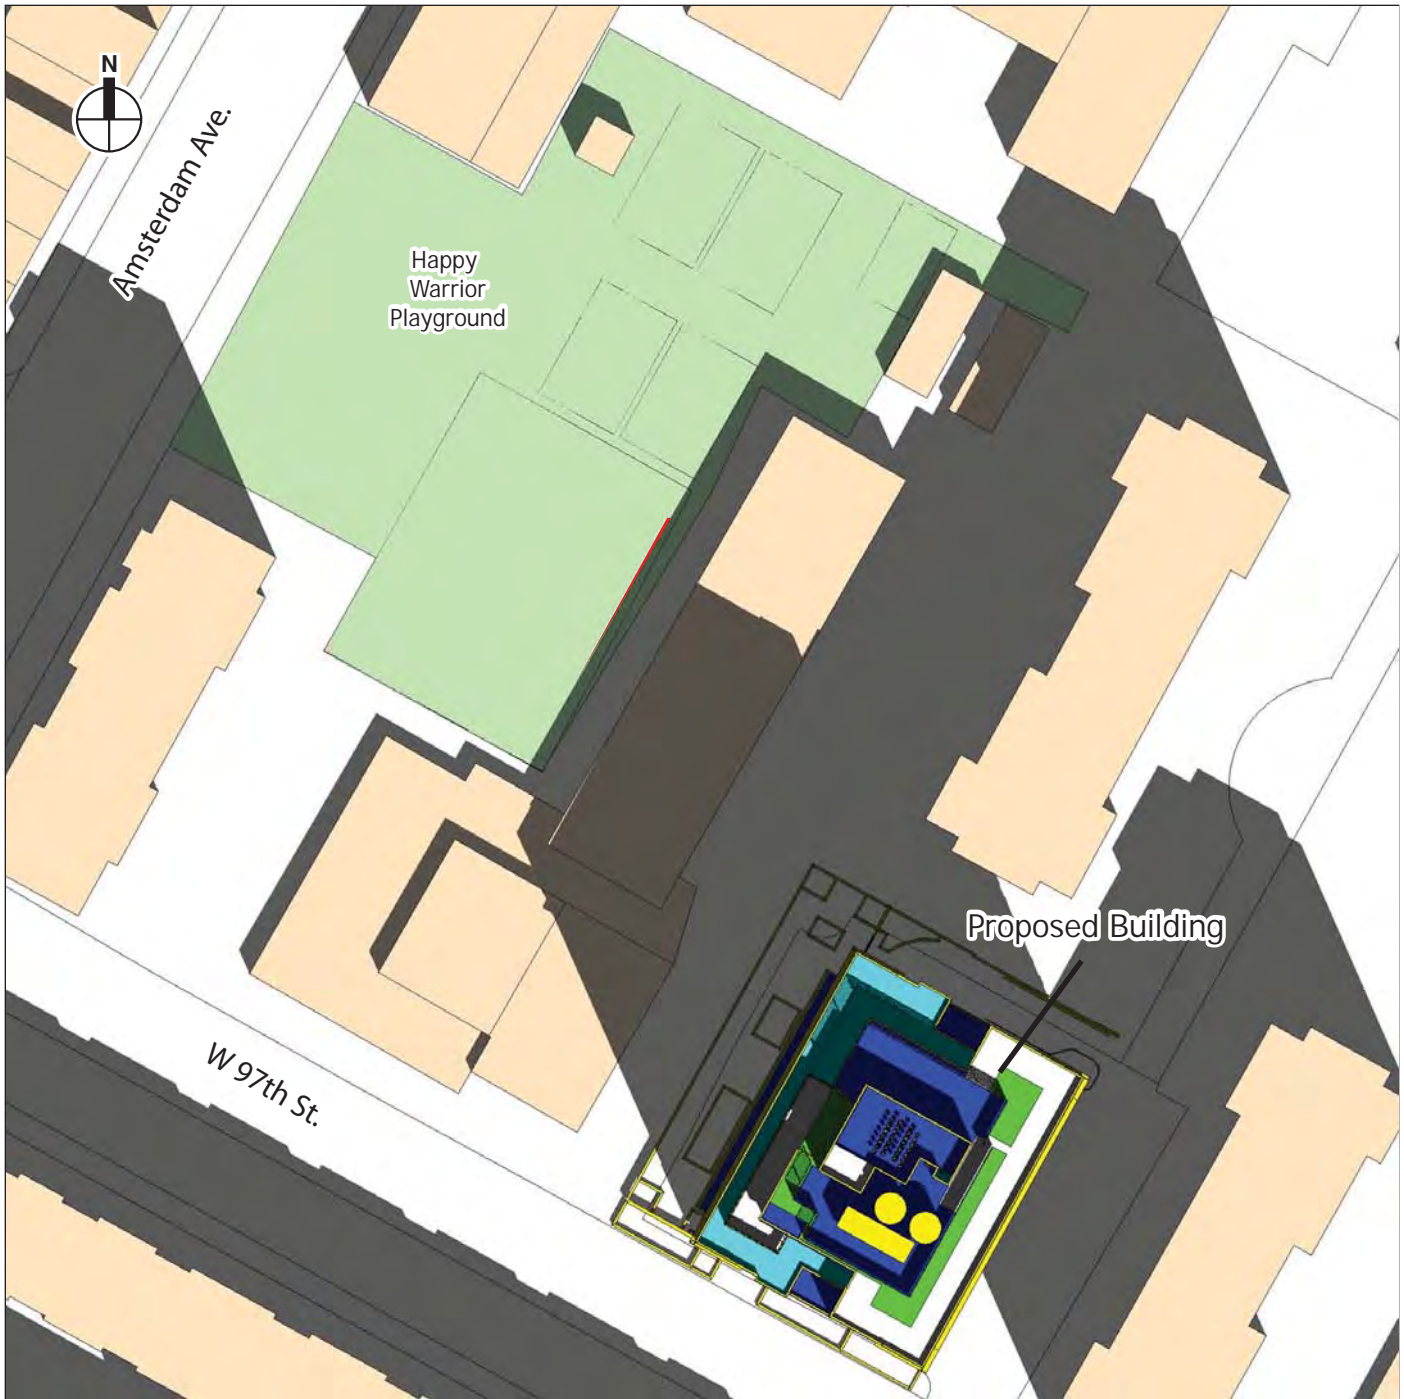 N
Amsterdam Ave.
Happy
Warrior
Playground
Proposed Building
W 97th St.